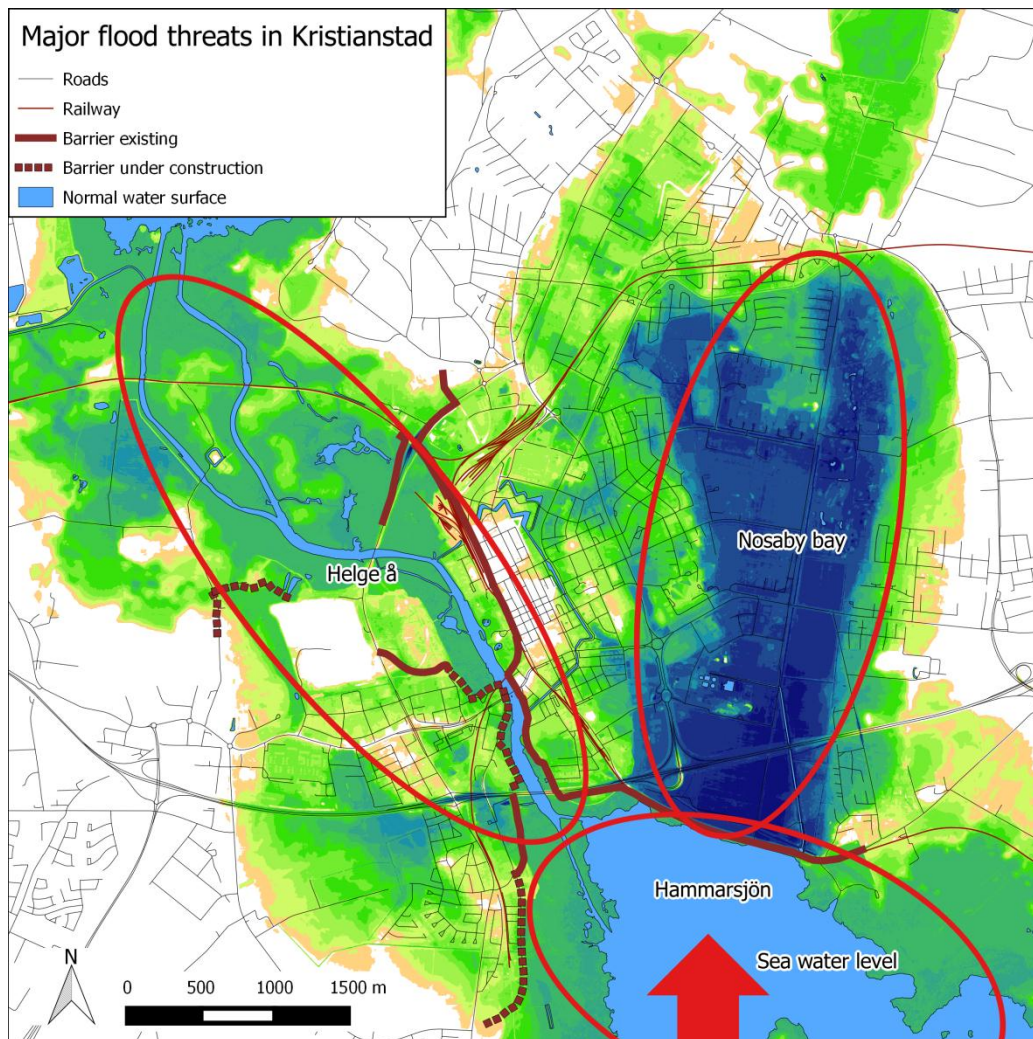 Major flood threats in Kristianstad
Roads
Railway
Barrier existing
Barrier under construction
Normal water surface
Nosaby bay
Helge å
Hammarsjön
Sea water level
N
0 500 1000 1500 m